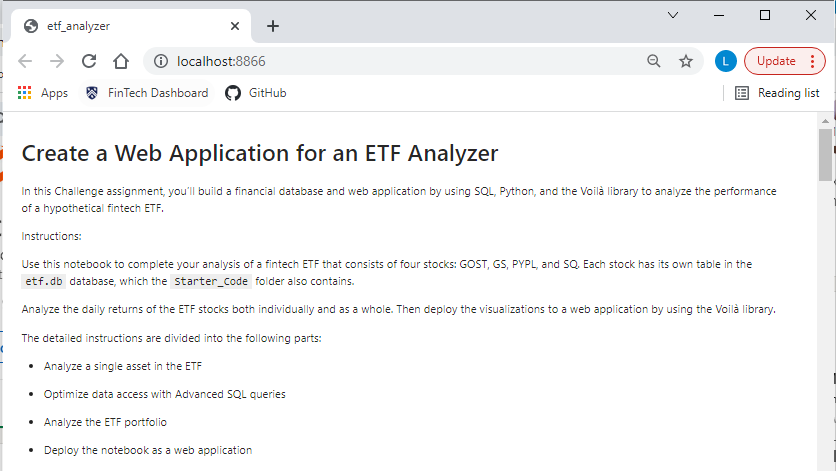 etf_analyzer
localhost:8866
L
Update
Apps
FinTech Dashboard
GitHub
Reading list
Create a Web Application for an ETF Analyzer
In this Challenge assignment, you'll build a financial database and web application by using SQL, Python, and the Voilà library to analyze the performance
of a hypothetical fintech ETF.
Instructions:
Use this notebook to complete your analysis of a fintech ETF that consists of four stocks: GOST, GS, PYPL, and SQ. Each stock has its own table in the
etf.db database, which the Starter_Code folder also contains.
Analyze the daily returns of the ETF stocks both individually and as a whole. Then deploy the visualizations to a web application by using the Voilà library.
The detailed instructions are divided into the following parts:
• Analyze a single asset in the ETF
• Optimize data access with Advanced SQL queries
• Analyze the ETF portfolio
• Deploy the notebook as a web application